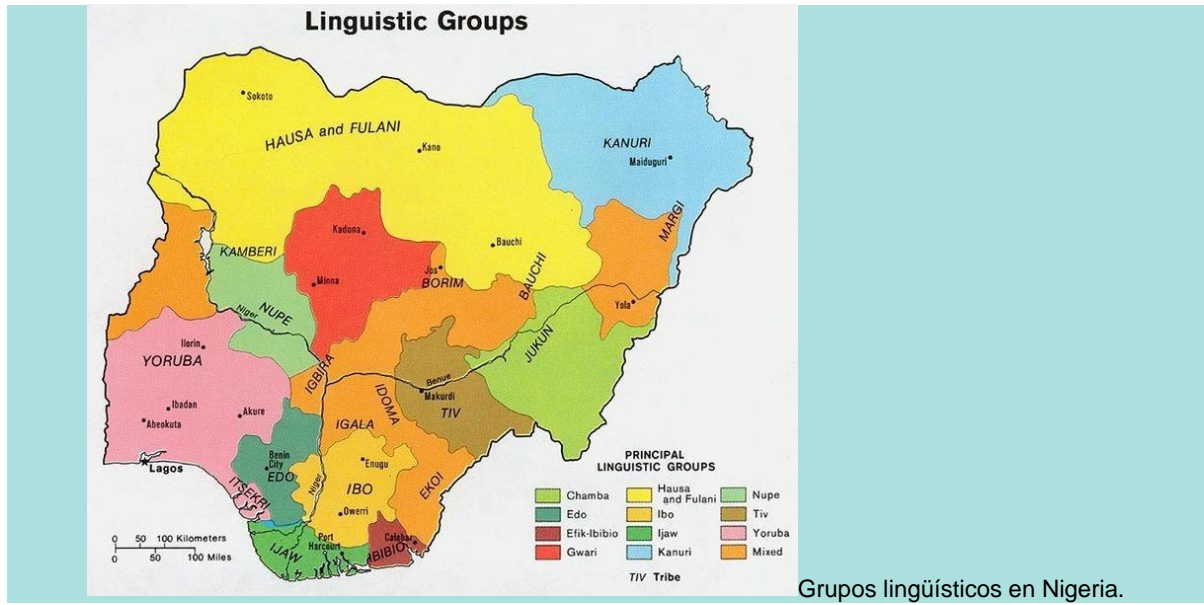 Linguistic Groups
Sokoto
HAUSA and FULANI
Kano
KANURI
Maiduguri
Kaduna
MARGI
KAMBERI
Bauchi
Jos
BORIM
BAUCHI
Minna
Yola
Niger
NUPE
JUKUN
Ilorin
YORUBA
IGBIRA
Benue
Makurdi
IDOMA
TIV
Ibadan
Akure
Abeokuta
IGALA
Lagos
Benin
City
EDO
Enugu
Niger
IBO
EKOI
ITSEKRI
Owerri
Port
Harcourt
Calabar
IJAW
IBIBIO
0 50 100 Kilometers
0 50 100 Miles
PRINCIPAL
LINGUISTIC GROUPS
Chamba
Edo
Efik-Ibibio
Gwari
Hausa
and Fulani
Ibo
Ijaw
Kanuri
Nupe
Tiv
Yoruba
Mixed
TIV Tribe
Grupos lingüísticos en Nigeria.